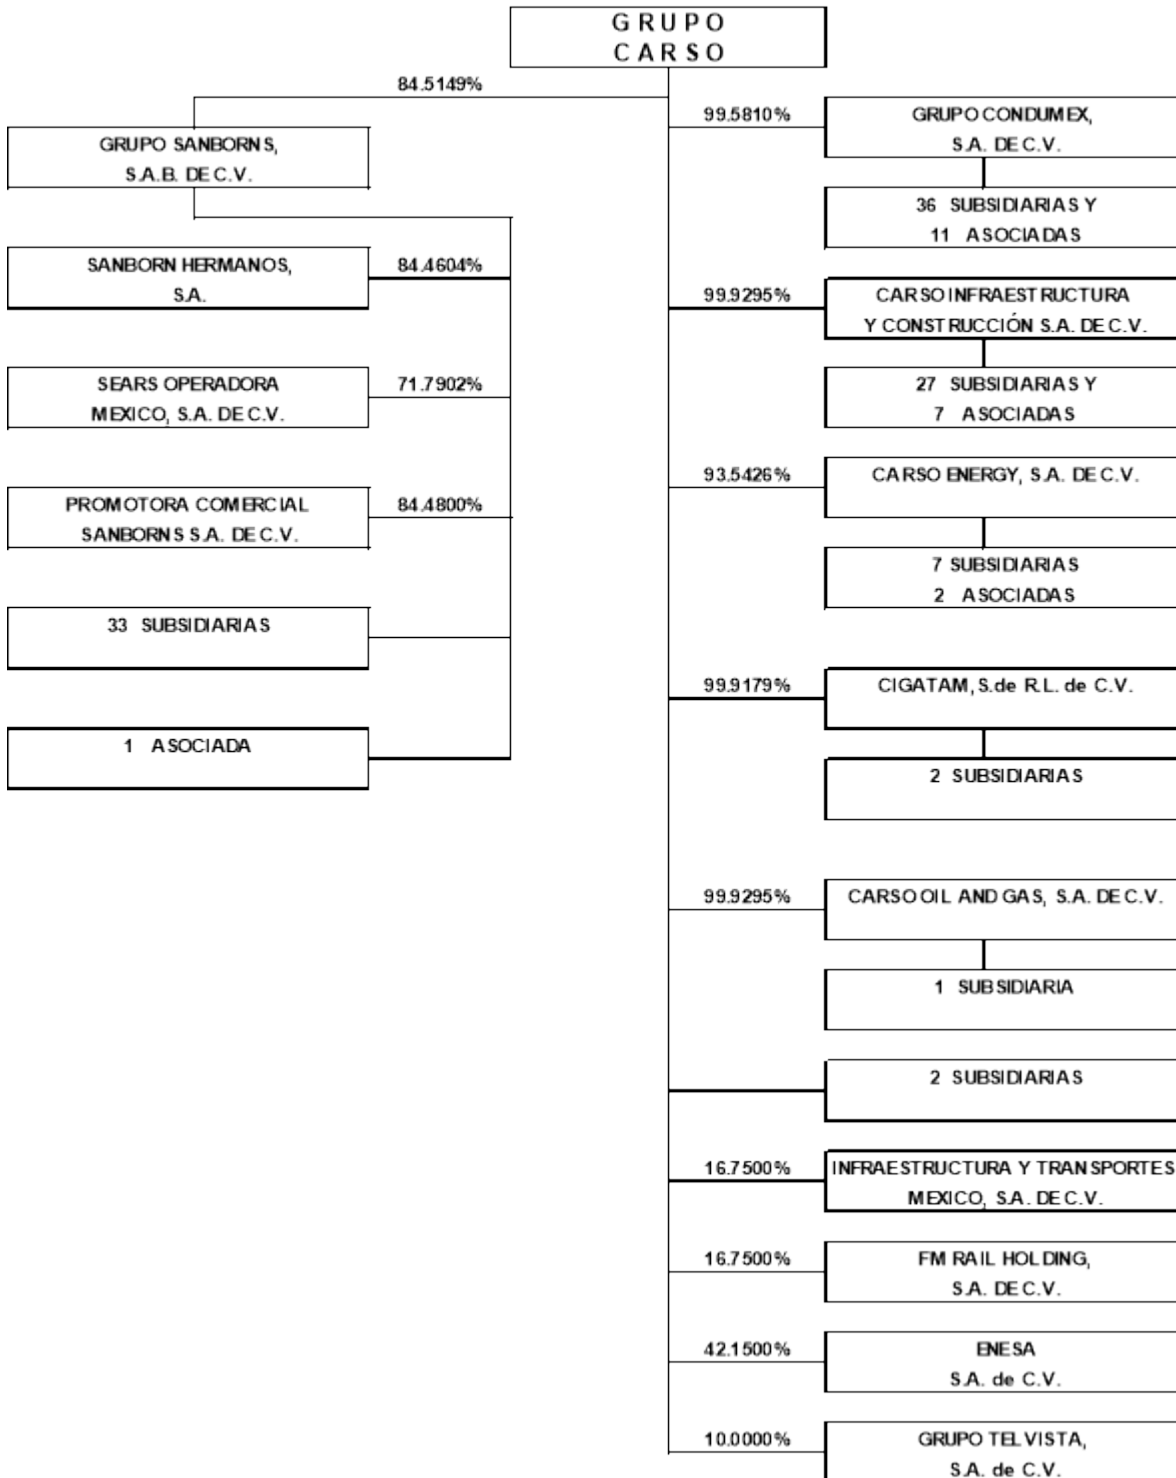 GRUPO
CARSO
84.5149%
GRUPO SANBORNS,
S.A.B. DE C.V.
SANBORN HERMANOS,
S.A.
84.4604%
SEARS OPERADORA
MEXICO, S.A. DE C.V.
71.7902%
PROMOTORA COMERCIAL
SANBORNS S.A. DE C.V.
84.4800%
33 SUBSIDIARIAS
1 ASOCIADA
99.5810%
GRUPO CONDUMEX,
S.A. DE C.V.
36 SUBSIDIARIAS Y
11 ASOCIADAS
99.9295%
CARSO INFRAESTRUCTURA
Y CONSTRUCCIÓN S.A. DE C.V.
27 SUBSIDIARIAS Y
7 ASOCIADAS
93.5426%
CARSO ENERGY, S.A. DE C.V.
7 SUBSIDIARIAS
2 ASOCIADAS
99.9179%
CIGATAM, S.de R.L. de C.V.
2 SUBSIDIARIAS
99.9295%
CARSO OIL AND GAS, S.A. DE C.V.
1 SUBSIDIARIA
2 SUBSIDIARIAS
16.7500%
INFRAESTRUCTURA Y TRANSPORTES
MEXICO, S.A. DE C.V.
16.7500%
FM RAIL HOLDING,
S.A. DE C.V.
42.1500%
ENESA
S.A. de C.V.
10.0000%
GRUPO TELVISTA,
S.A. de C.V.